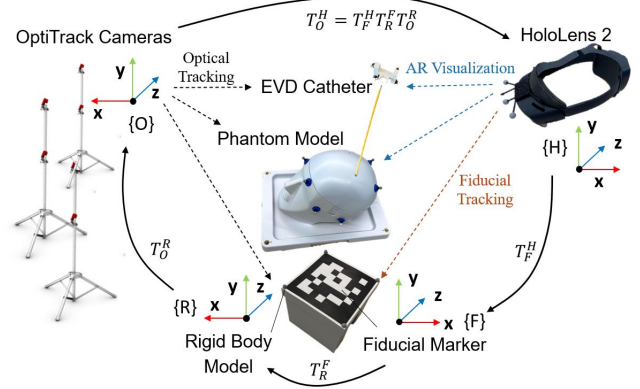 T_O^H = T_F^H T_R^F T_O^R
OptiTrack Cameras
HoloLens 2
Optical
Tracking
EVD Catheter
AR Visualization
y
z
x
{O}
Phantom Model
{H}
y
z
x
Fiducial
Tracking
T_O^R
T_F^H
{R}
y
z
x
y
z
x
{F}
Rigid Body
Model
Fiducial Marker
T_R^F